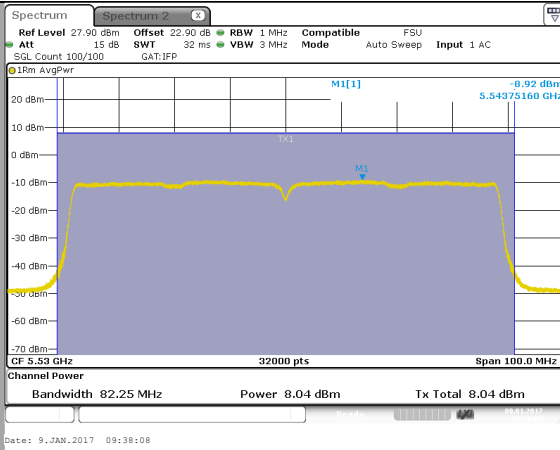 Spectrum Spectrum 2 X
Ref Level 27.90 dBm Offset 22.90 dB RBW 1 MHz Compatible FSU
Att 15 dB SWT 32 ms VBW 3 MHz Mode Auto Sweep Input 1 AC
SGL Count 100/100 GAT:IFP
1Rm AvgPwr
M1[1] -8.92 dBm
5.54375160 GHz
20 dBm
10 dBm
TX1
0 dBm
M1
-10 dBm
-20 dBm
-30 dBm
-40 dBm
-50 dBm
-60 dBm
-70 dBm
CF 5.53 GHz 32000 pts Span 100.0 MHz
Channel Power
Bandwidth 82.25 MHz Power 8.04 dBm Tx Total 8.04 dBm
Ready 09.01.2017
Date: 9.JAN.2017 09:38:08